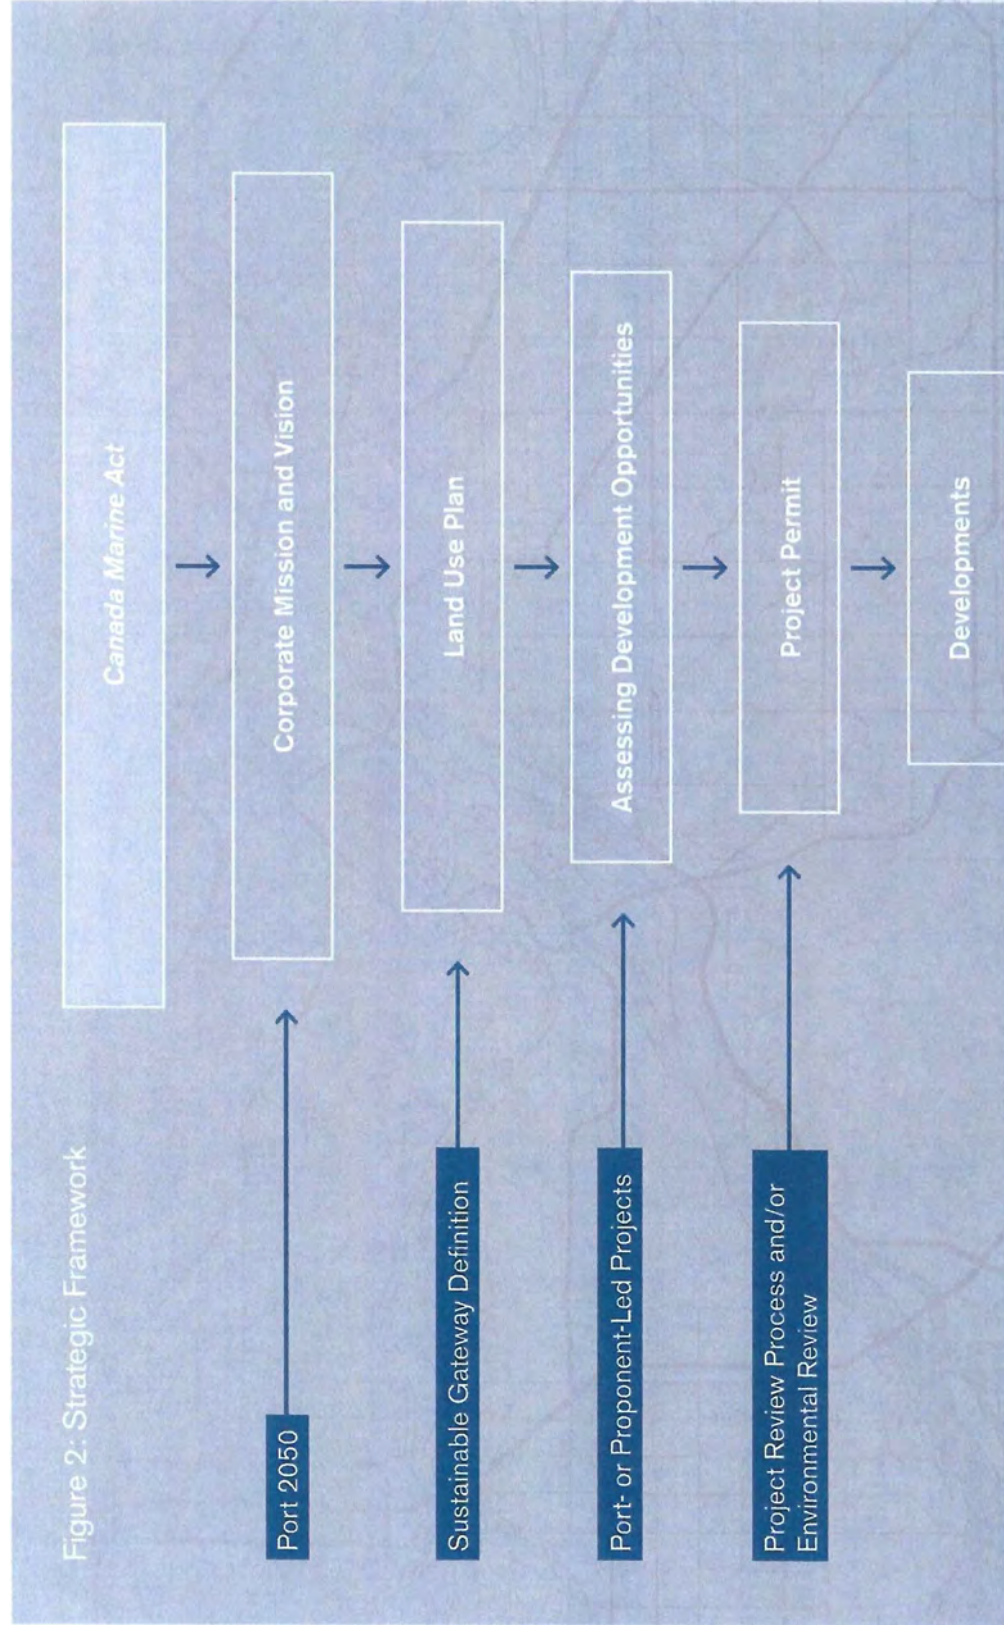 Figure 2: Strategic Framework
Canada Marine Act
Port 2050
Corporate Mission and Vision
Sustainable Gateway Definition
Land Use Plan
Port- or Proponent-Led Projects
Assessing Development Opportunities
Project Review Process and/or
Environmental Review
Project Permit
Developments